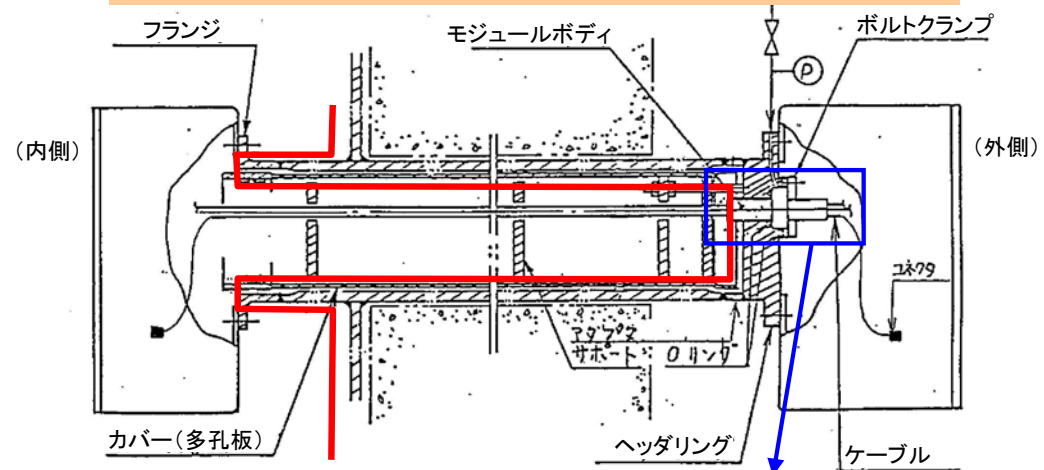 フランジ
モジュールボディ
ボルトクランプ
P
(内側)
(外側)
コネクタ
アダプタ
サポート
Oリング
カバー(多孔板)
ヘッダリング
ケーブル